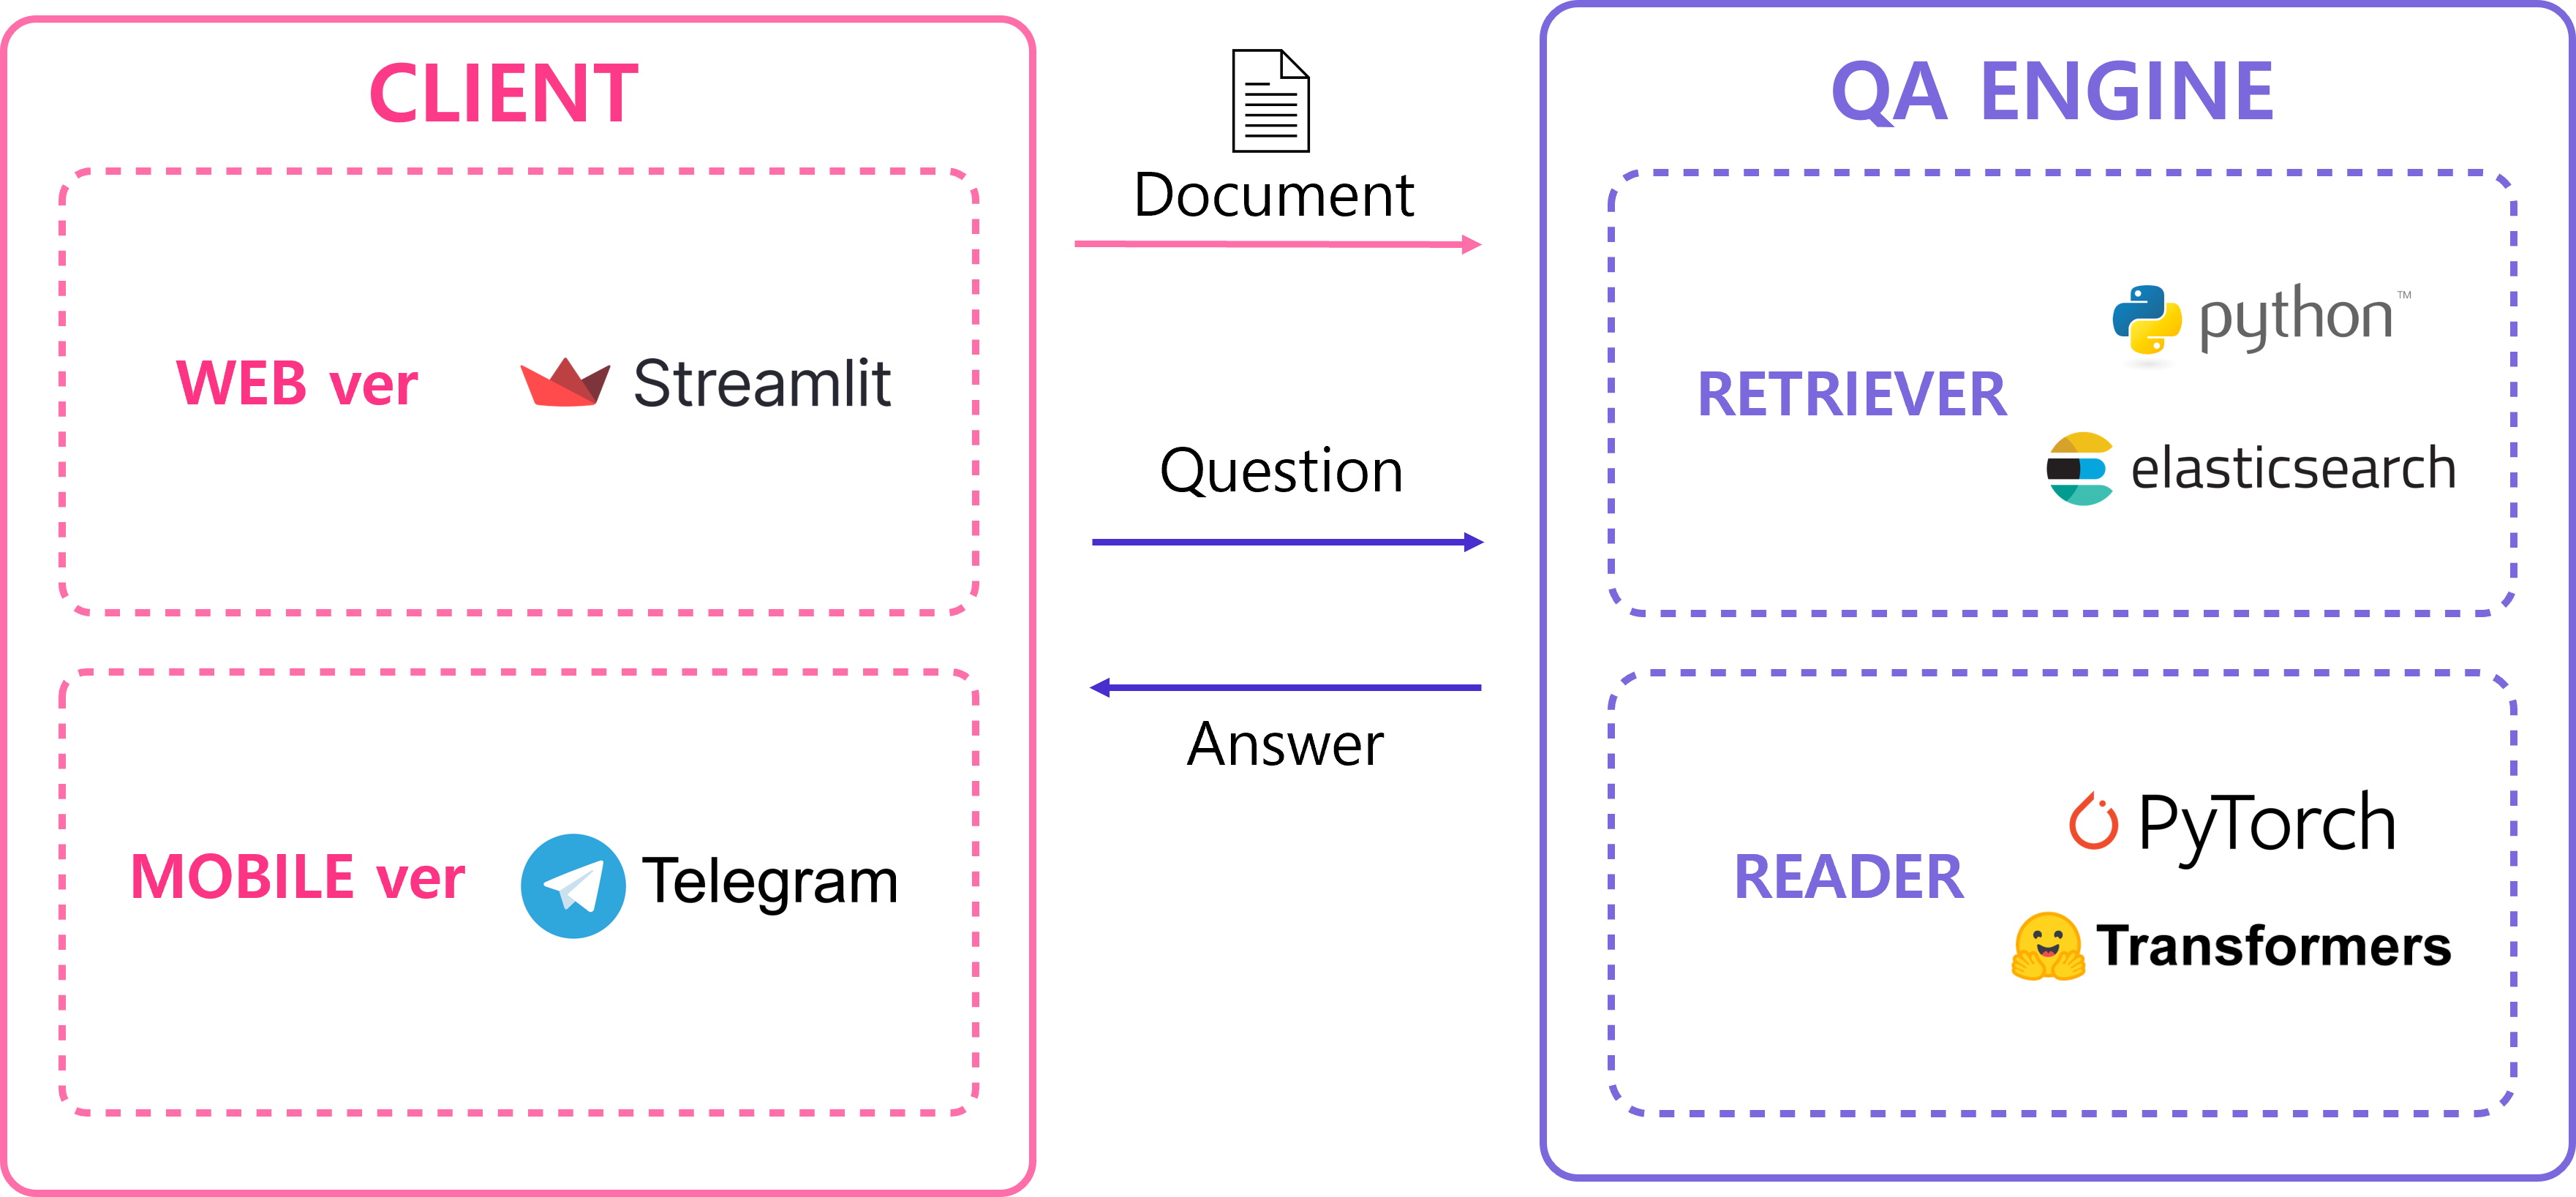 CLIENT
WEB ver
Streamlit
MOBILE ver
Telegram
Document
Question
Answer
QA ENGINE
RETRIEVER
python™
elasticsearch
READER
PyTorch
Transformers